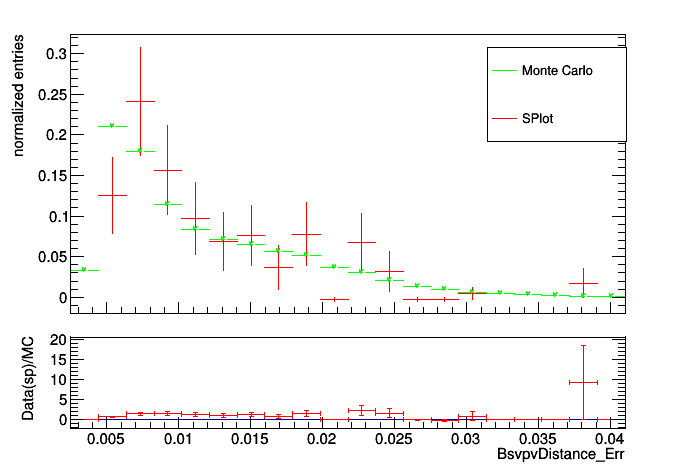 normalized entries
0.3
0.25
0.2
0.15
0.1
0.05
0
Monte Carlo
SPlot
Data(sp)/MC
20
15
10
5
0
0.005 0.01 0.015 0.02 0.025 0.03 0.035 0.04
BsvpvDistance_Err